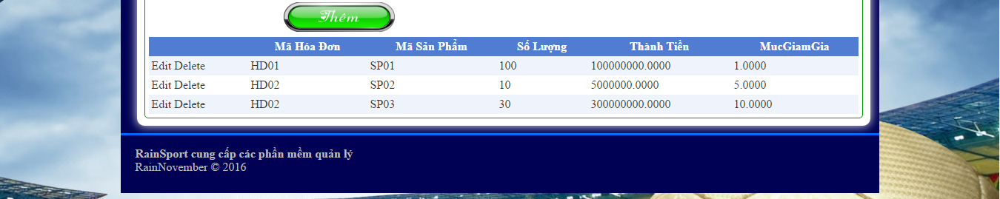 Thêm
Mã Hóa Đơn Mã Sản Phẩm Số Lượng Thành Tiền MucGiamGia
Edit Delete HD01 SP01 100 100000000.0000 1.0000
Edit Delete HD02 SP02 10 5000000.0000 5.0000
Edit Delete HD02 SP03 30 300000000.0000 10.0000
RainSport cung cấp các phần mềm quản lý
RainNovember © 2016